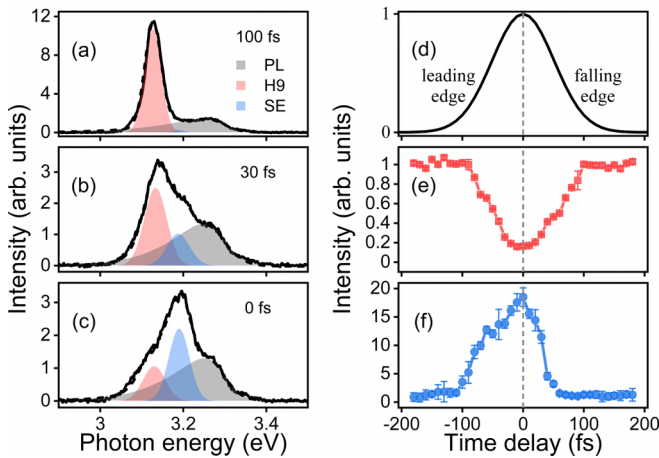 12
8
4
0
(a)
100 fs
PL
H9
SE
3
2
1
0
(b)
30 fs
3
2
1
0
(c)
0 fs
3
3.2
3.4
Photon energy (eV)
Intensity (arb. units)
1
0
(d)
leading
edge
falling
edge
1
0.8
0.6
0.4
0.2
0
(e)
20
15
10
5
0
(f)
-200
-100
0
100
200
Time delay (fs)
Intensity (arb. units)